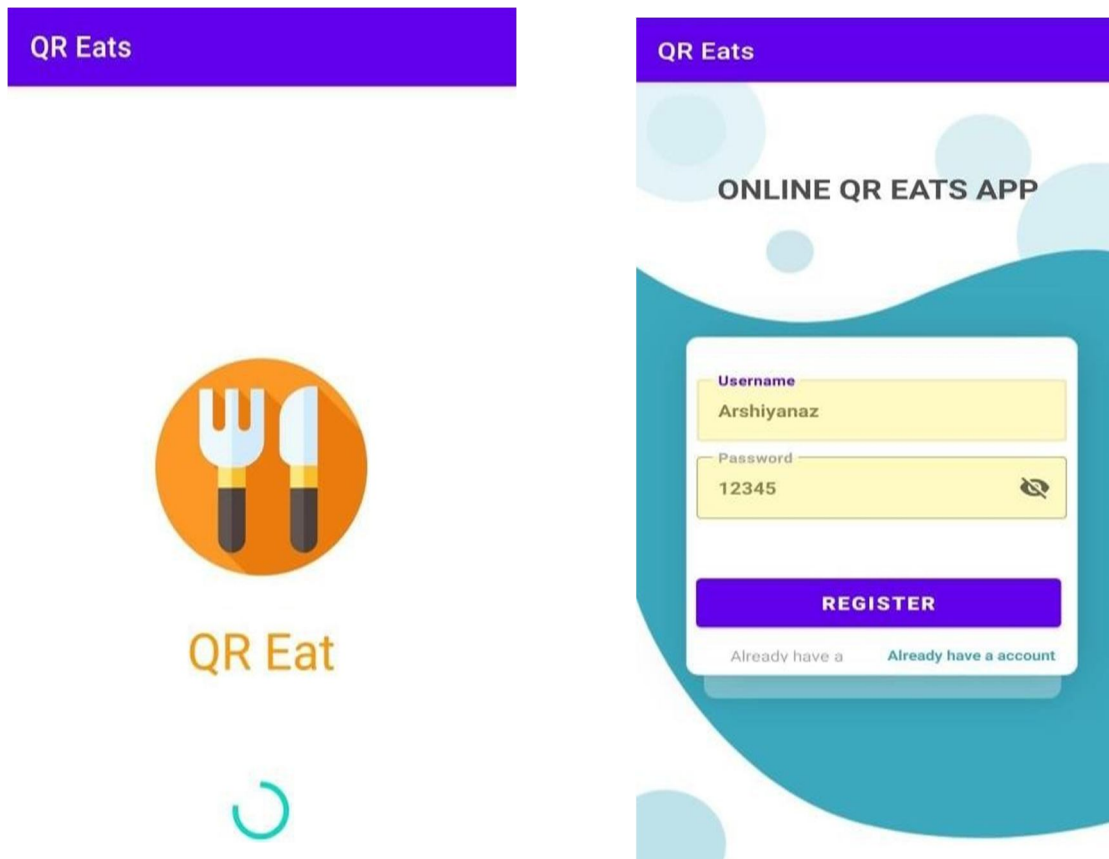 QR Eats
QR Eat
QR Eats
ONLINE QR EATS APP
Username
Arshiyanaz
Password
12345
REGISTER
Already have a Already have a account